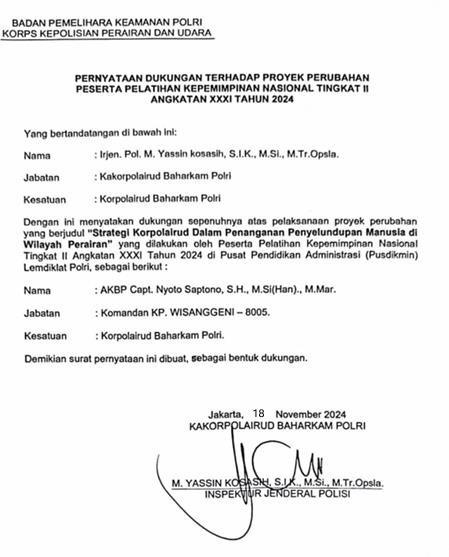 BADAN PEMELIHARA KEAMANAN POLRI
KORPS KEPOLISIAN PERAIRAN DAN UDARA
PERNYATAAN DUKUNGAN TERHADAP PROYEK PERUBAHAN
PESERTA PELATIHAN KEPEMIMPINAN NASIONAL TINGKAT II
ANGKATAN XXXI TAHUN 2024
Yang bertandatangan di bawah ini:
Nama : Irjen. Pol. M. Yassin kosasih, S.I.K., M.Si., M.Tr.Opsla.
Jabatan : Kakorpolairud Baharkam Polri
Kesatuan : Korpolairud Baharkam Polri
Dengan ini menyatakan dukungan sepenuhnya atas pelaksanaan proyek perubahan
yang berjudul “Strategi Korpolairud Dalam Penanganan Penyelundupan Manusia di
Wilayah Perairan” yang dilakukan oleh Peserta Pelatihan Kepemimpinan Nasional
Tingkat II Angkatan XXXI Tahun 2024 di Pusat Pendidikan Administrasi (Pusdikmin)
Lemdiklat Polri, sebagai berikut :
Nama : AKBP Capt. Nyoto Saptono, S.H., M.Si(Han)., M.Mar.
Jabatan : Komandan KP. WISANGGENI – 8005.
Kesatuan : Korpolairud Baharkam Polri.
Demikian surat pernyataan ini dibuat, sebagai bentuk dukungan.
Jakarta, 18 November 2024
KAKORPOLAIRUD BAHARKAM POLRI
M. YASSIN KOSASIH, S.I.K., M.Si., M.Tr.Opsla.
INSPEKTUR JENDERAL POLISI